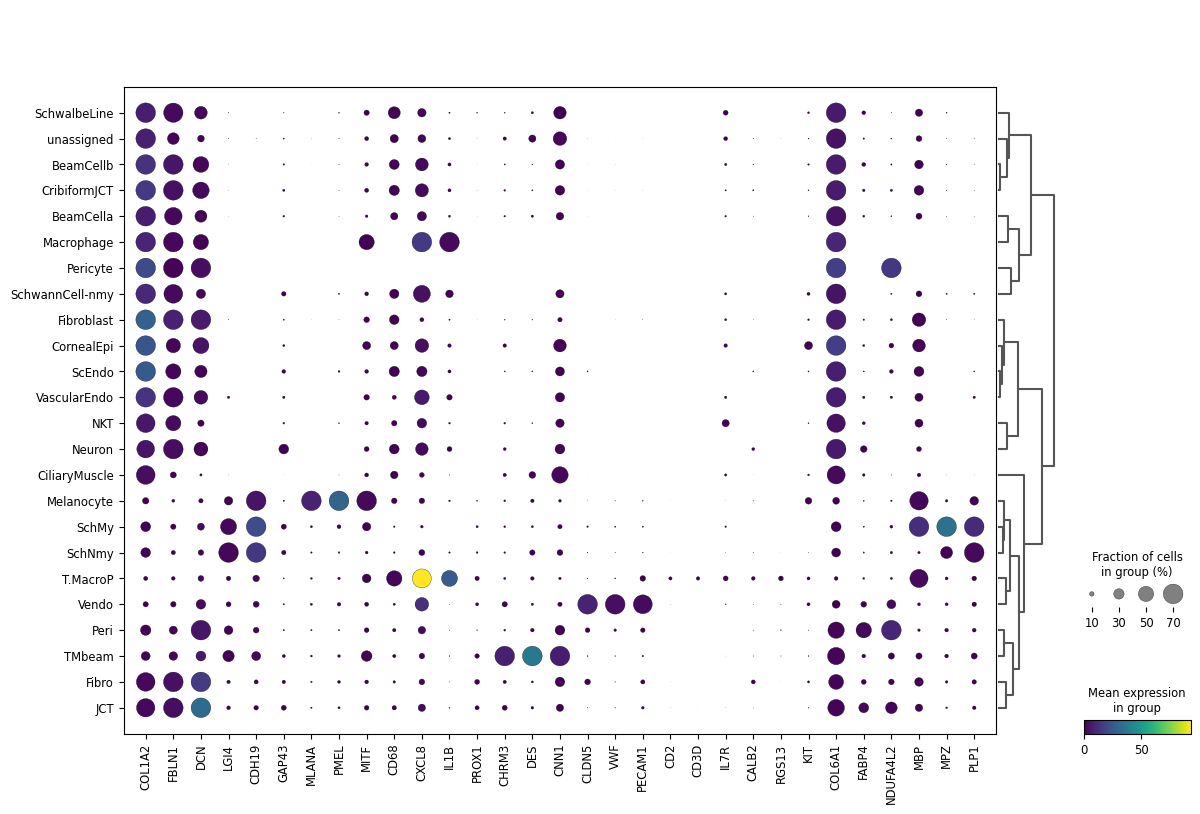 SchwalbeLine
unassigned
BeamCellb
CribiformJCT
BeamCella
Macrophage
Pericyte
SchwannCell-nmy
Fibroblast
CornealEpi
ScEndo
VascularEndo
NKT
Neuron
CiliaryMuscle
Melanocyte
SchMy
SchNmy
T.MacroP
Vendo
Peri
TMbeam
Fibro
JCT
COL1A2
FBLN1
DCN
LGI4
CDH19
GAP43
MLANA
PMEL
MITF
CD68
CXCL8
IL1B
PROX1
CHRM3
DES
CNN1
CLDN5
VWF
PECAM1
CD2
CD3D
IL7R
CALB2
RGS13
KIT
COL6A1
FABP4
NDUFA4L2
MBP
MPZ
PLP1
Fraction of cells
in group (%)
10 30 50 70
Mean expression
in group
0 50